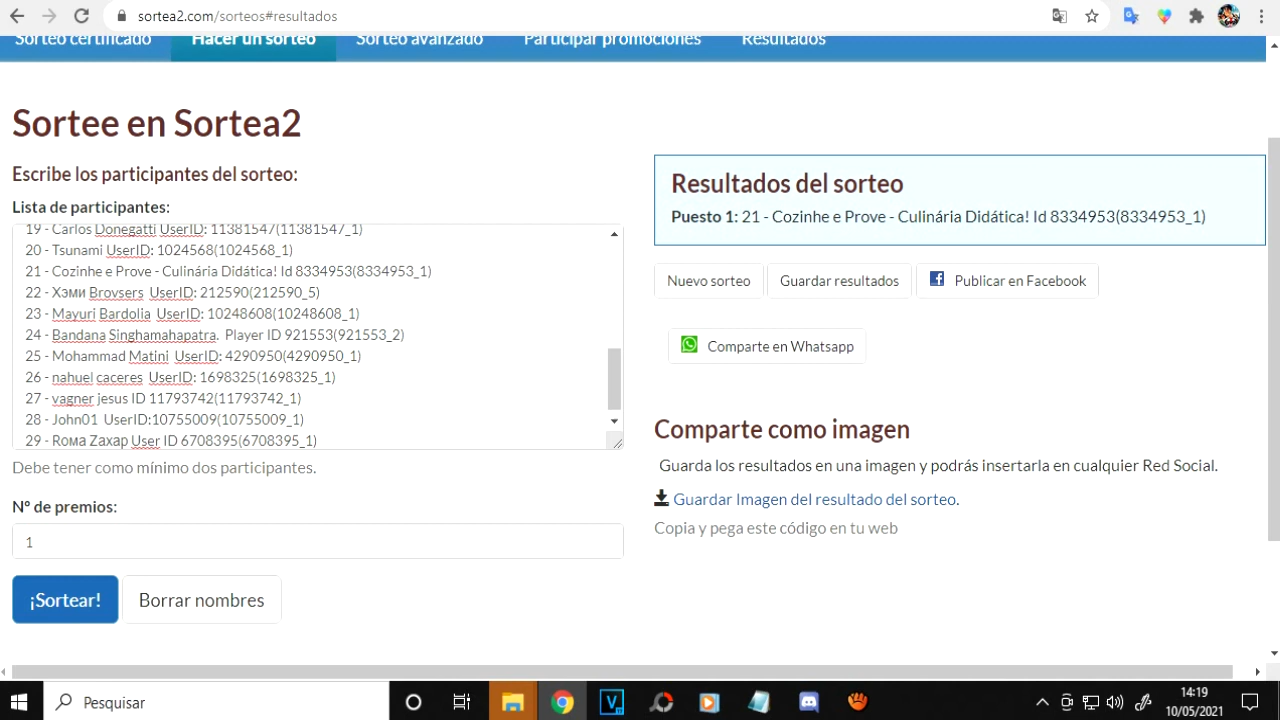 sortea2.com/sorteos#resultados
Sorteo certificado
Hacer un sorteo
Sorteo avanzado
Participar promociones
Resultados
Sortee en Sortea2
Escribe los participantes del sorteo:
Lista de participantes:
19 - Carlos Donegatti UserID: 11381547(11381547_1)
20 - Tsunami UserID: 1024568(1024568_1)
21 - Cozinhe e Prove - Culinária Didática! Id 8334953(8334953_1)
22 - Хэми Brovsers UserID: 212590(212590_5)
23 - Mayuri Bardolia UserID: 10248608(10248608_1)
24 - Bandana Singhamahapatra. Player ID 921553(921553_2)
25 - Mohammad Matini UserID: 4290950(4290950_1)
26 - nahuel caceres UserID: 1698325(1698325_1)
27 - vagner jesus ID 11793742(11793742_1)
28 - John01 UserID:10755009(10755009_1)
29 - Roма Zахар User ID 6708395(6708395_1)
Debe tener como mínimo dos participantes.
Nº de premios:
1
¡Sortear!
Borrar nombres
Resultados del sorteo
Puesto 1: 21 - Cozinhe e Prove - Culinária Didática! Id 8334953(8334953_1)
Nuevo sorteo
Guardar resultados
Publicar en Facebook
Comparte en Whatsapp
Comparte como imagen
Guarda los resultados en una imagen y podrás insertarla en cualquier Red Social.
Guardar Imagen del resultado del sorteo.
Copia y pega este código en tu web
Pesquisar
14:19
10/05/2021